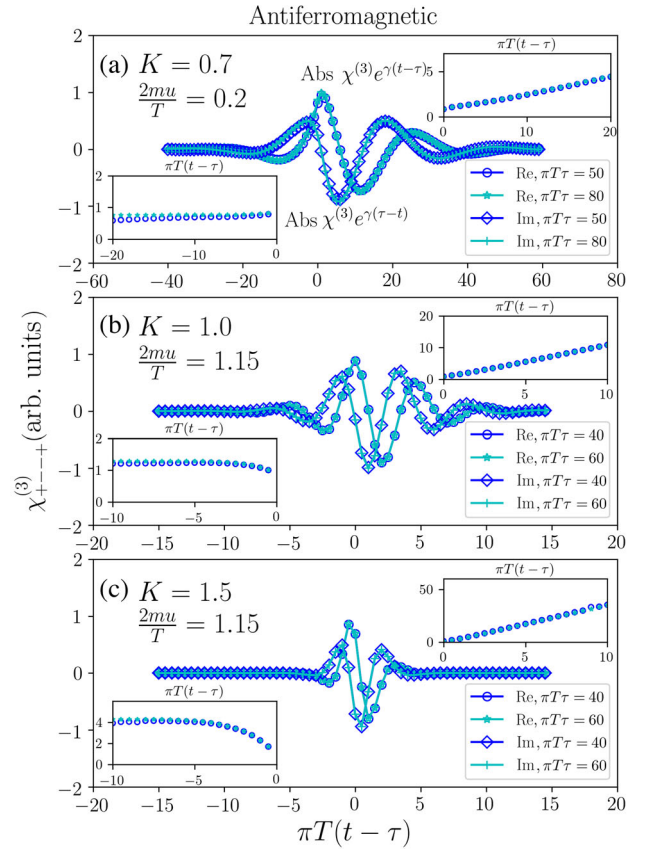 Antiferromagnetic
(a) K = 0.7
2mu/T = 0.2
Abs χ^(3)e^γ(t−τ)
Abs χ^(3)e^γ(τ−t)
πT(t − τ)
5
0
0 10 20
πT(t − τ)
2
1
0
−20 −10 0
Re, πTτ = 50
Re, πTτ = 80
Im, πTτ = 50
Im, πTτ = 80
2
1
0
−1
−2
−60 −40 −20 0 20 40 60 80
(b) K = 1.0
2mu/T = 1.15
πT(t − τ)
20
10
0
0 5 10
πT(t − τ)
2
1
0
−10 −5 0
Re, πTτ = 40
Re, πTτ = 60
Im, πTτ = 40
Im, πTτ = 60
2
1
0
−1
−2
−20 −15 −10 −5 0 5 10 15 20
χ^(3)_+−−+ (arb. units)
(c) K = 1.5
2mu/T = 1.15
πT(t − τ)
50
0
0 5 10
πT(t − τ)
4
2
0
−10 −5 0
Re, πTτ = 40
Re, πTτ = 60
Im, πTτ = 40
Im, πTτ = 60
2
1
0
−1
−2
−20 −15 −10 −5 0 5 10 15 20
πT(t − τ)